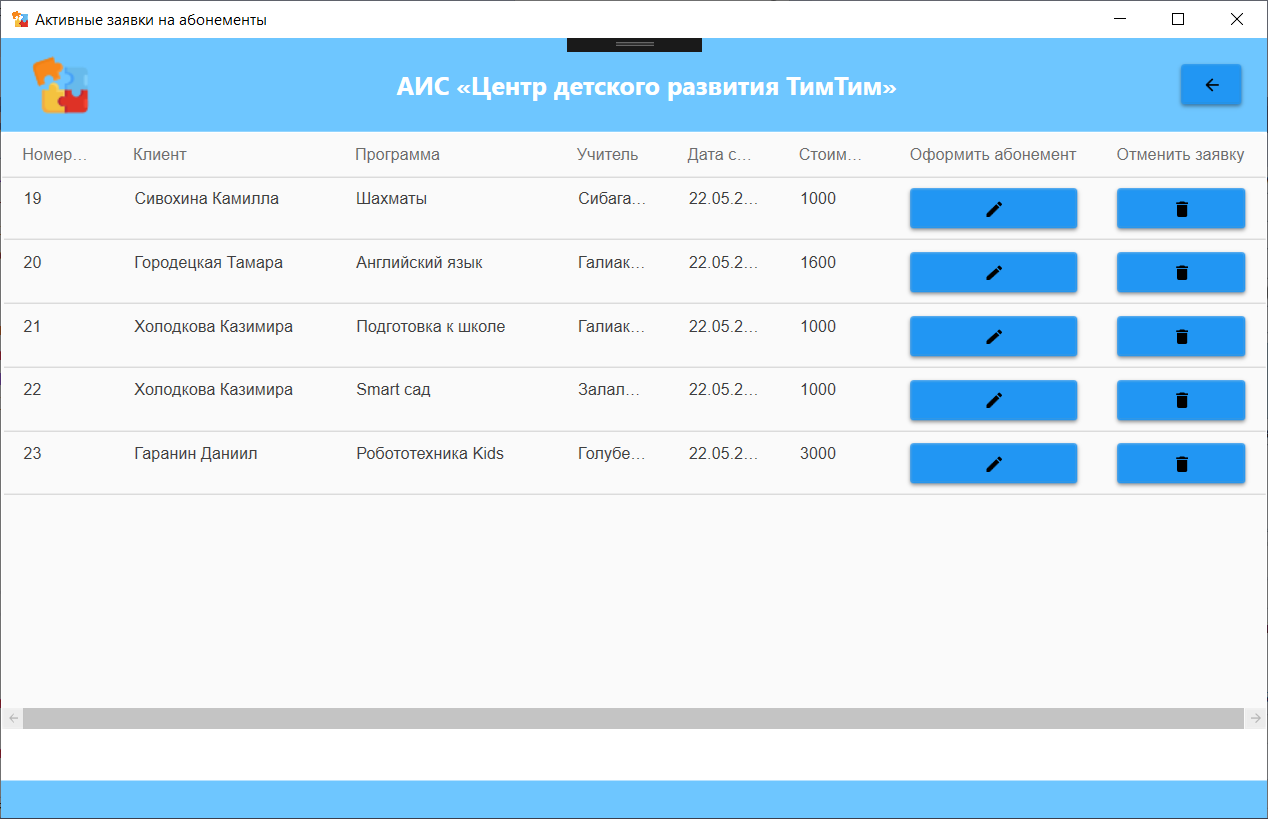 Активные заявки на абонементы
АИС «Центр детского развития ТимТим»
Номер… Клиент Программа Учитель Дата с… Стоим… Оформить абонемент Отменить заявку
19 Сивохина Камилла Шахматы Сибага… 22.05.2… 1000
20 Городецкая Тамара Английский язык Галиак… 22.05.2… 1600
21 Холодкова Казимира Подготовка к школе Галиак… 22.05.2… 1000
22 Холодкова Казимира Smart сад Залал… 22.05.2… 1000
23 Гаранин Даниил Робототехника Kids Голубе… 22.05.2… 3000